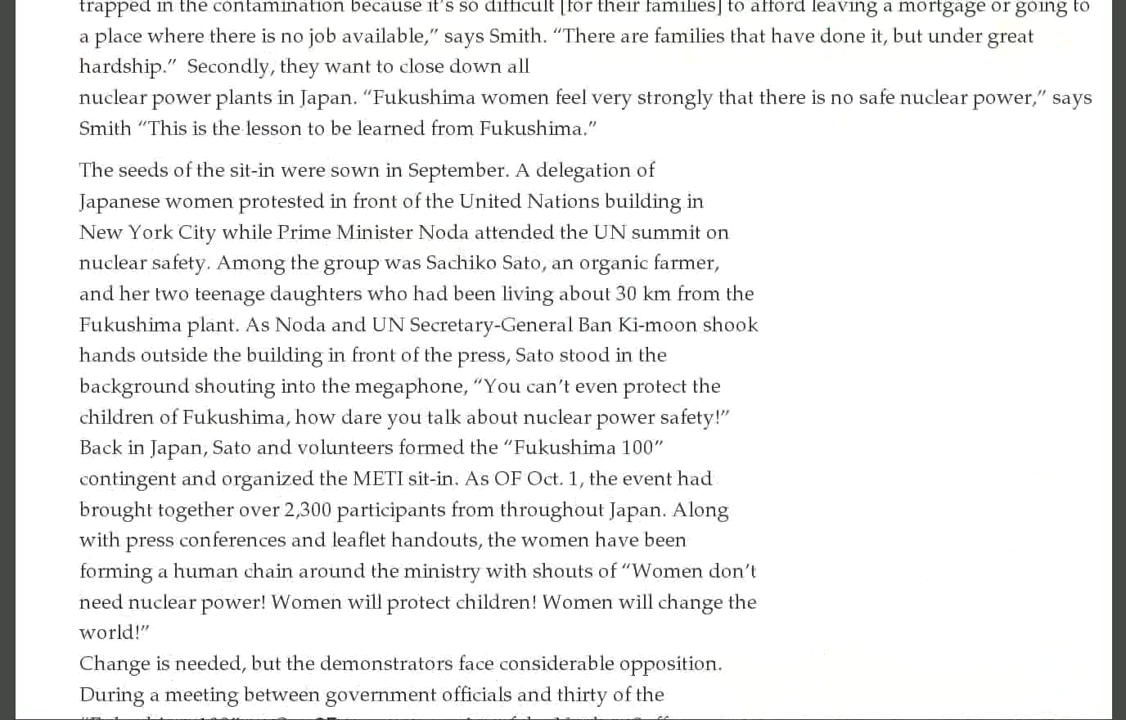 trapped in the contamination because it's so difficult [for their families] to afford leaving a mortgage or going to
a place where there is no job available,” says Smith. “There are families that have done it, but under great
hardship.”  Secondly, they want to close down all
nuclear power plants in Japan. “Fukushima women feel very strongly that there is no safe nuclear power,” says
Smith “This is the lesson to be learned from Fukushima.”
The seeds of the sit-in were sown in September. A delegation of
Japanese women protested in front of the United Nations building in
New York City while Prime Minister Noda attended the UN summit on
nuclear safety. Among the group was Sachiko Sato, an organic farmer,
and her two teenage daughters who had been living about 30 km from the
Fukushima plant. As Noda and UN Secretary-General Ban Ki-moon shook
hands outside the building in front of the press, Sato stood in the
background shouting into the megaphone, “You can't even protect the
children of Fukushima, how dare you talk about nuclear power safety!”
Back in Japan, Sato and volunteers formed the “Fukushima 100”
contingent and organized the METI sit-in. As OF Oct. 1, the event had
brought together over 2,300 participants from throughout Japan. Along
with press conferences and leaflet handouts, the women have been
forming a human chain around the ministry with shouts of “Women don't
need nuclear power! Women will protect children! Women will change the
world!”
Change is needed, but the demonstrators face considerable opposition.
During a meeting between government officials and thirty of the